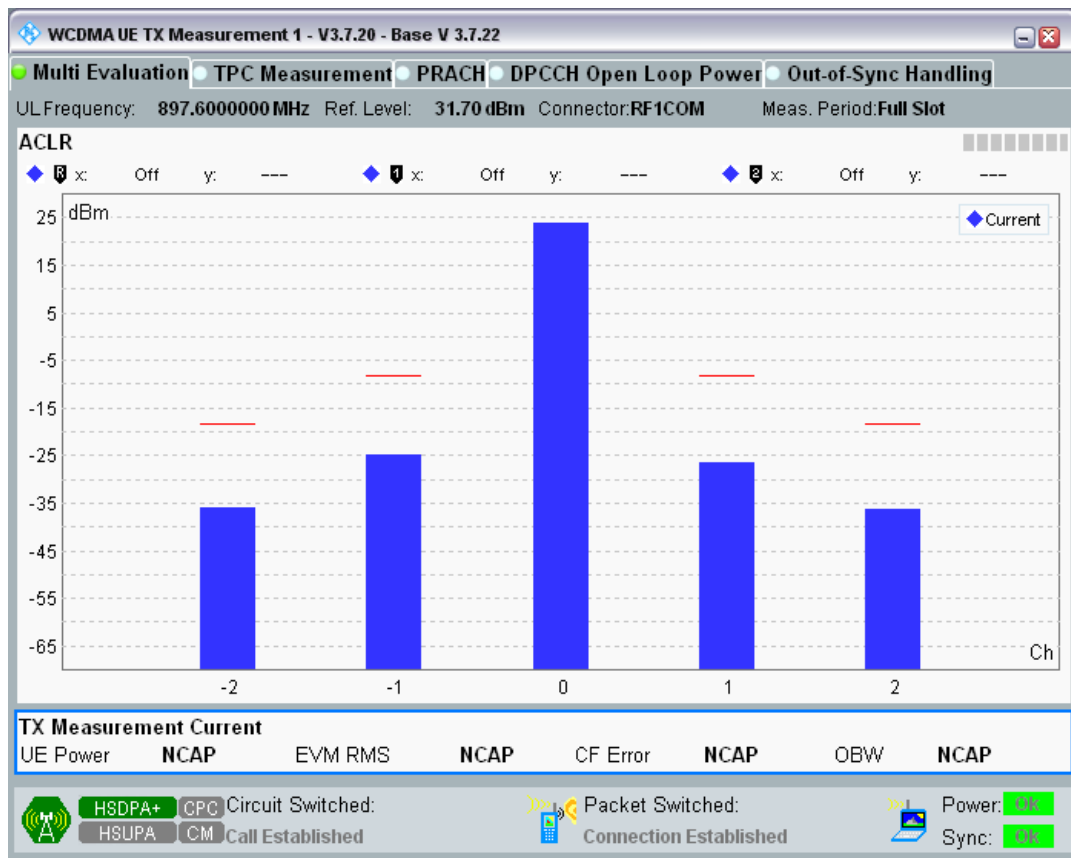 WCDMA UE TX Measurement 1 - V3.7.20 - Base V 3.7.22
Multi Evaluation TPC Measurement PRACH DPCCH Open Loop Power Out-of-Sync Handling
UL Frequency: 897.6000000 MHz Ref. Level: 31.70 dBm Connector: RF1COM Meas. Period: Full Slot
ACLR
R x: Off y: --- 1 x: Off y: --- 2 x: Off y: ---
dBm
Current
25
15
5
-5
-15
-25
-35
-45
-55
-65
Ch
-2 -1 0 1 2
TX Measurement Current
UE Power NCAP EVM RMS NCAP CF Error NCAP OBW NCAP
HSDPA+ CPC Circuit Switched: Packet Switched: Power: Ok
HSUPA CM Call Established Connection Established Sync: Ok